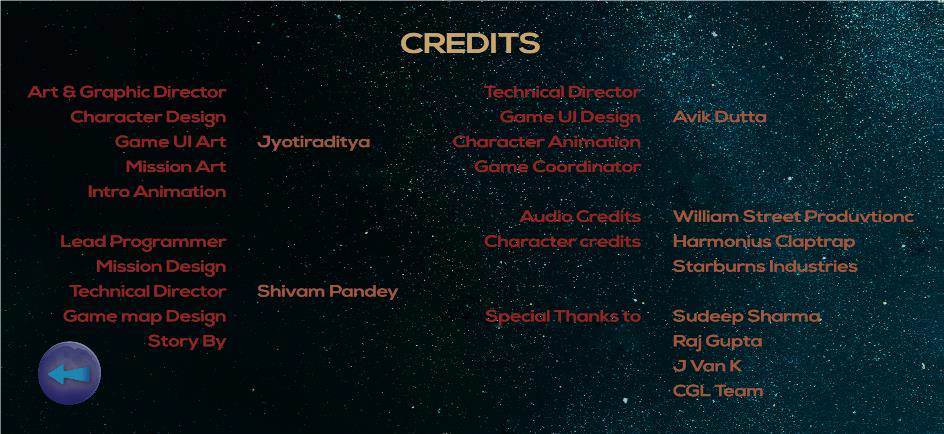 CREDITS
Art & Graphic Director
Character Design
Game UI Art Jyotiraditya
Mission Art
Intro Animation
Lead Programmer
Mission Design
Technical Director Shivam Pandey
Game map Design
Story By
Technical Director
Game UI Design Avik Dutta
Character Animation
Game Coordinator
Audio Credits William Street Produvtionc
Character credits Harmonius Claptrap
Starburns Industries
Special Thanks to Sudeep Sharma
Raj Gupta
J Van K
CGL Team